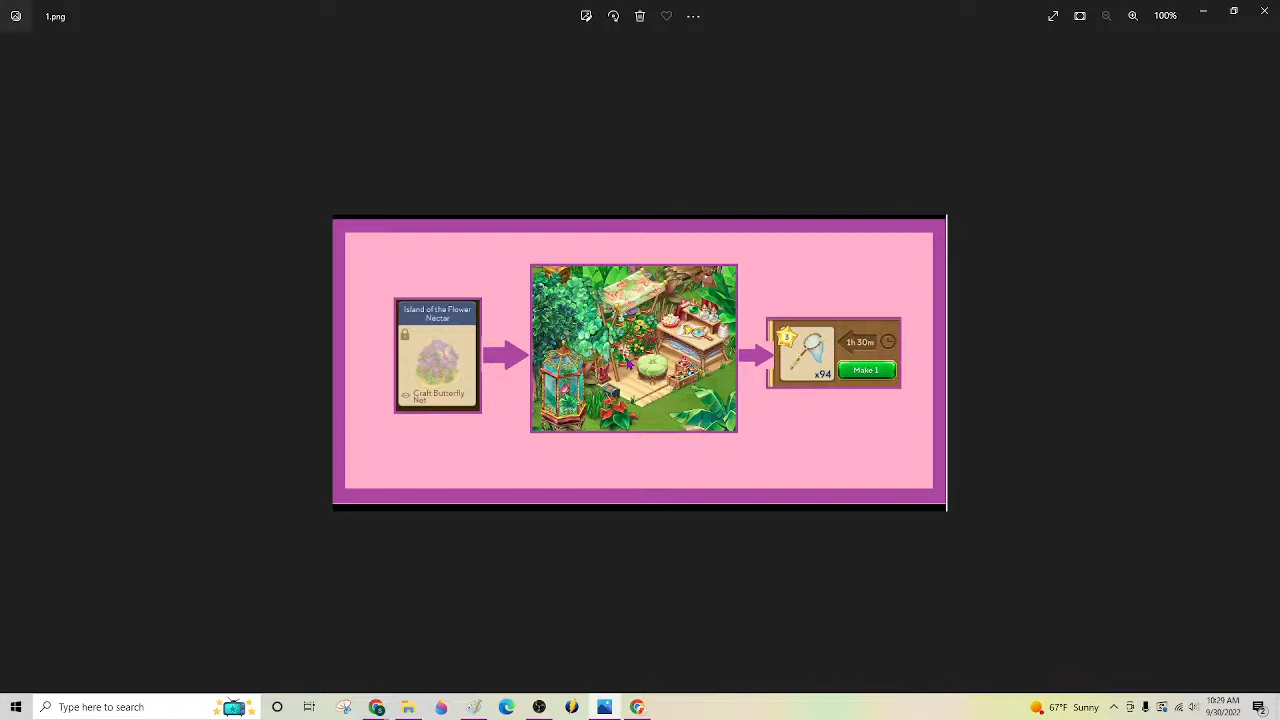 1.png
100%
Island of the Flower
Nectar
Craft Butterfly
Net
3
x94
1h 30m
Make 1
Type here to search
67°F Sunny
10:29 AM
9/30/2022